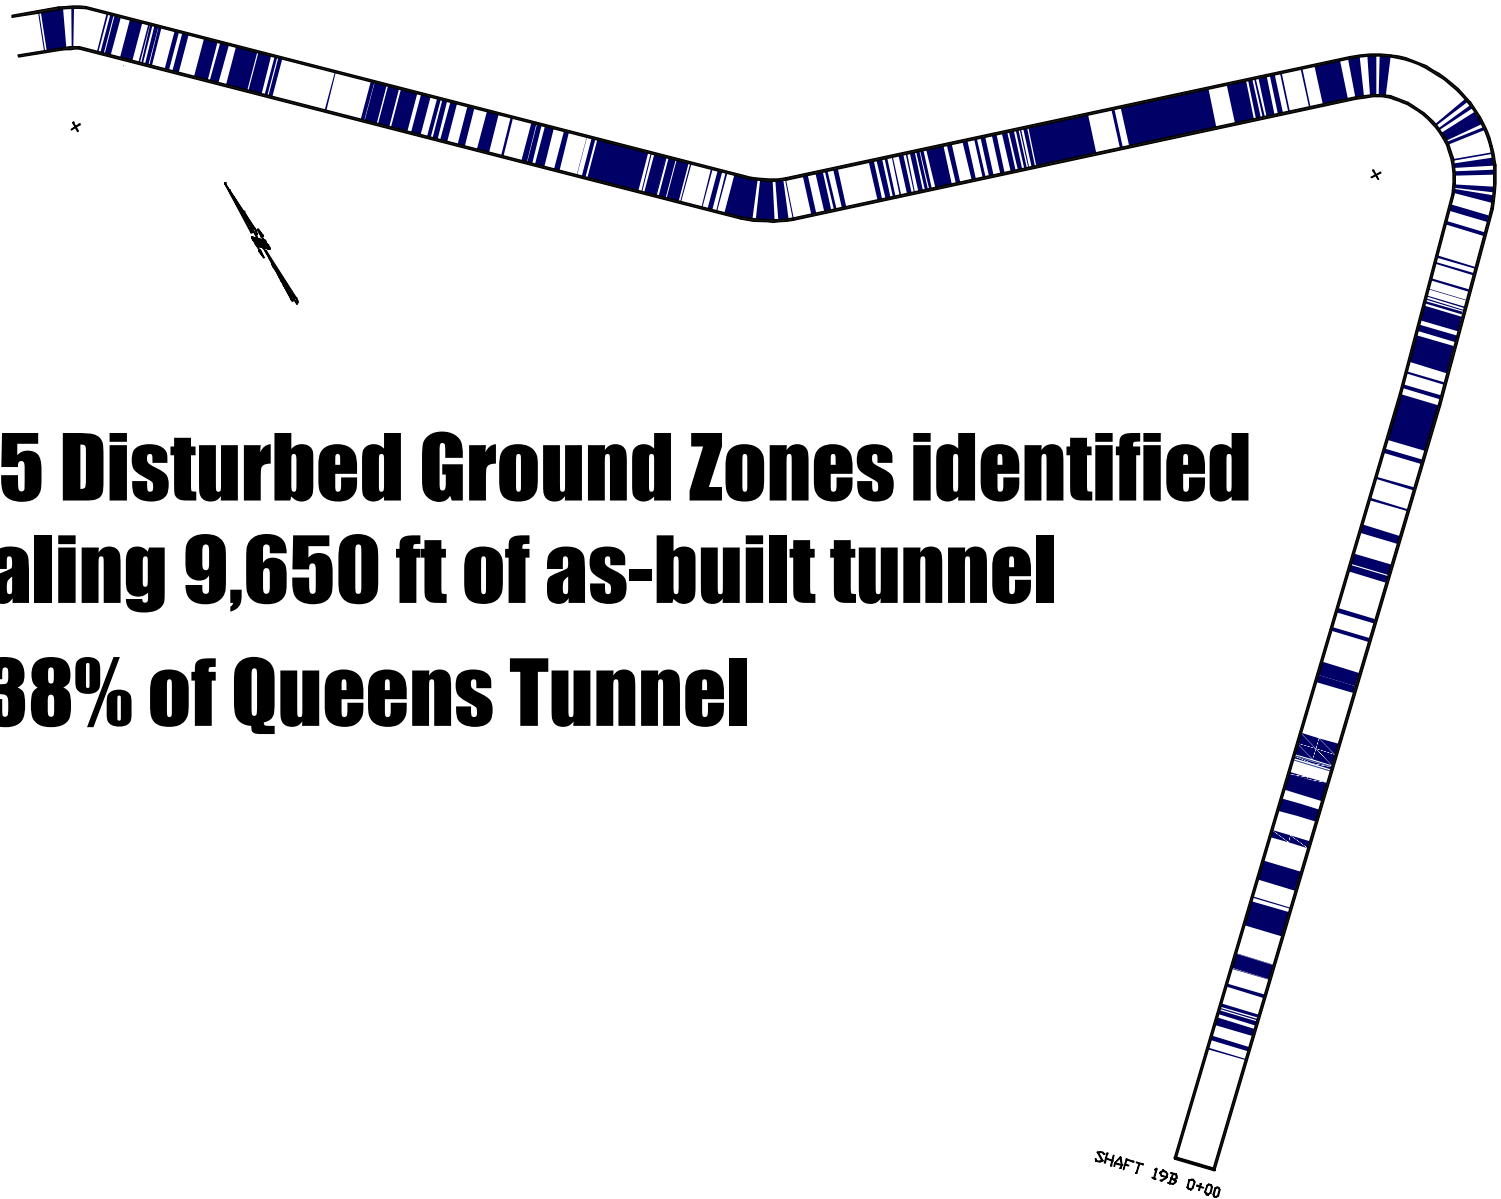 5 Disturbed Ground Zones identified
aling 9,650 ft of as-built tunnel
38% of Queens Tunnel
SHAFT 19B 0+00